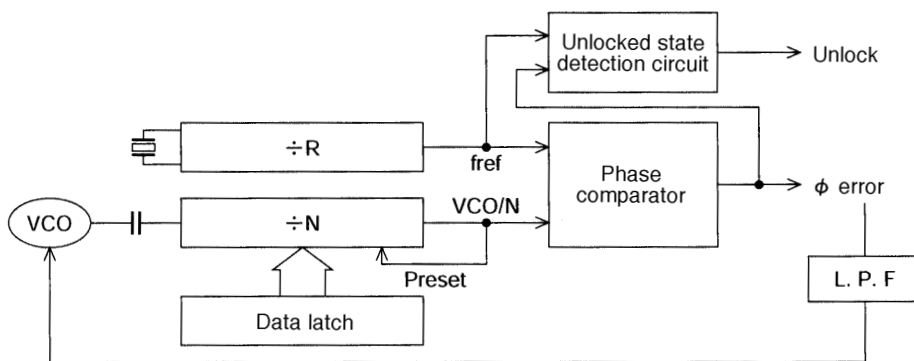 Unlocked state
detection circuit
Unlock
÷R
fref
Phase
comparator
ϕ error
VCO
÷N
VCO/N
Preset
L. P. F
Data latch